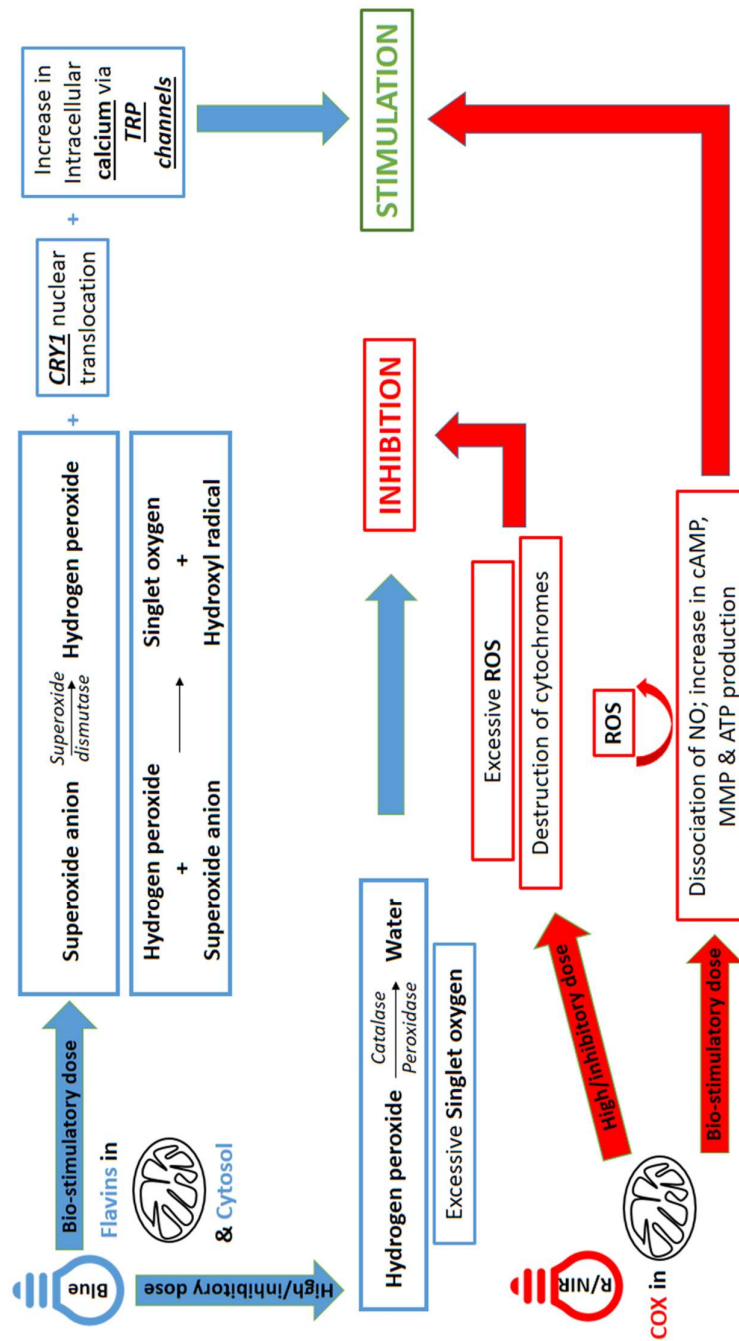 Blue
Bio-stimulatory dose
Flavins in
& Cytosol
High/inhibitory dose
Superoxide anion
Superoxide
dismutase
Hydrogen peroxide
Hydrogen peroxide
+
Superoxide anion
Singlet oxygen
+
Hydroxyl radical
+
CRY1 nuclear
translocation
+
Increase in
Intracellular
calcium via
TRP
channels
Hydrogen peroxide
Catalase
Peroxidase
Water
Excessive Singlet oxygen
INHIBITION
STIMULATION
R/NIR
COX in
High/inhibitory dose
Excessive ROS
Destruction of cytochromes
Bio-stimulatory dose
ROS
Dissociation of NO; increase in cAMP,
MMP & ATP production